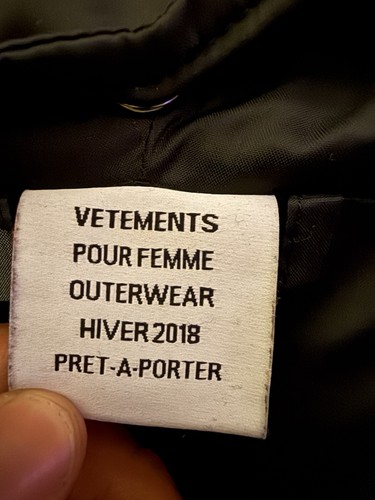 VETEMENTS
POUR FEMME
OUTERWEAR
HIVER 2018
PRET-A-PORTER